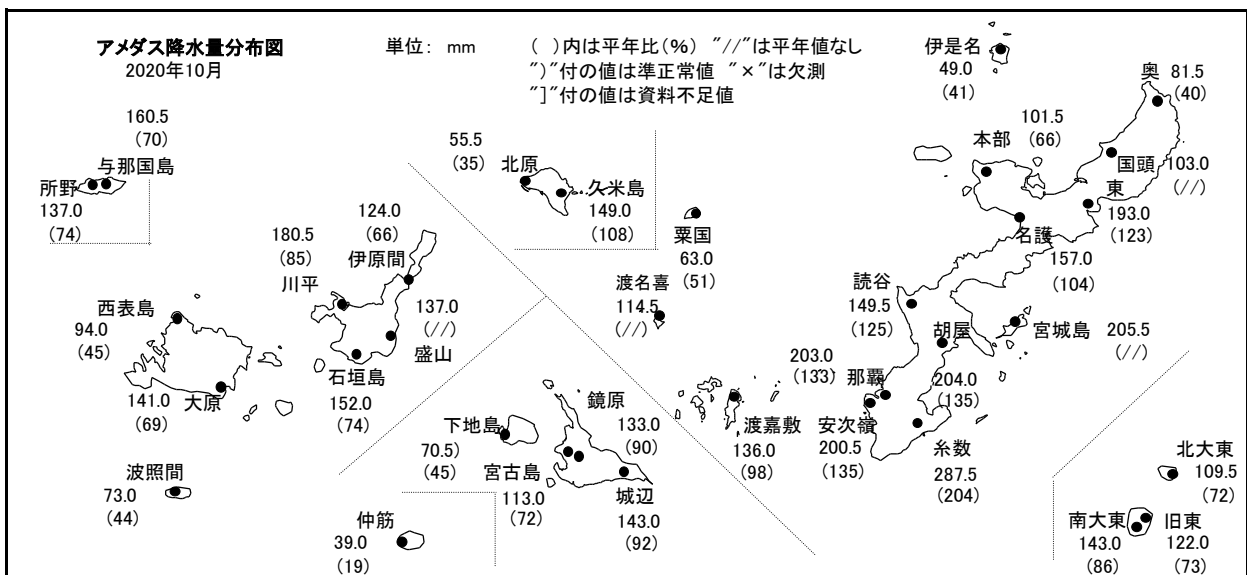 アメダス降水量分布図
2020年10月
単位： mm
( )内は平年比(%) "//"は平年値なし
")"付の値は準正常値 "×"は欠測
"]"付の値は資料不足値
伊是名
49.0
(41)
奥
81.5
(40)
101.5
(66)
本部
国頭
103.0
(//)
東
193.0
(123)
名護
157.0
(104)
160.5
(70)
与那国島
所野
137.0
(74)
55.5
(35)
北原
久米島
149.0
(108)
粟国
63.0
(51)
渡名喜
114.5
(//)
124.0
(66)
伊原間
180.5
(85)
川平
137.0
(//)
盛山
石垣島
152.0
(74)
西表島
94.0
(45)
141.0
(69)
大原
波照間
73.0
(44)
読谷
149.5
(125)
胡屋
204.0
(135)
宮城島
205.5
(//)
203.0
(133)
那覇
安次嶺
200.5
(135)
糸数
287.5
(204)
渡嘉敷
136.0
(98)
下地島
70.5)
(45)
鏡原
133.0
(90)
宮古島
113.0
(72)
城辺
143.0
(92)
仲筋
39.0
(19)
北大東
109.5
(72)
南大東
143.0
(86)
旧東
122.0
(73)